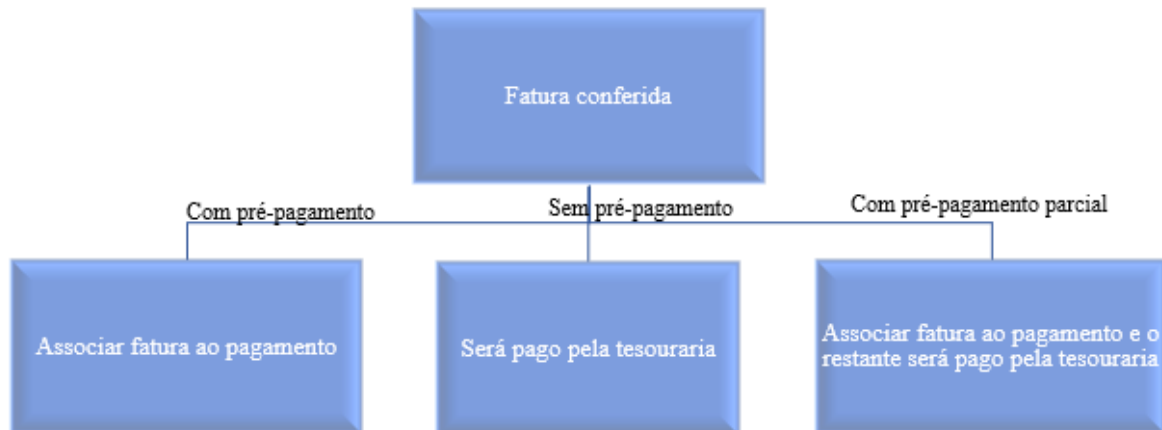 Fatura conferida
Com pré-pagamento
Sem pré-pagamento
Com pré-pagamento parcial
Associar fatura ao pagamento
Será pago pela tesouraria
Associar fatura ao pagamento e o
restante será pago pela tesouraria